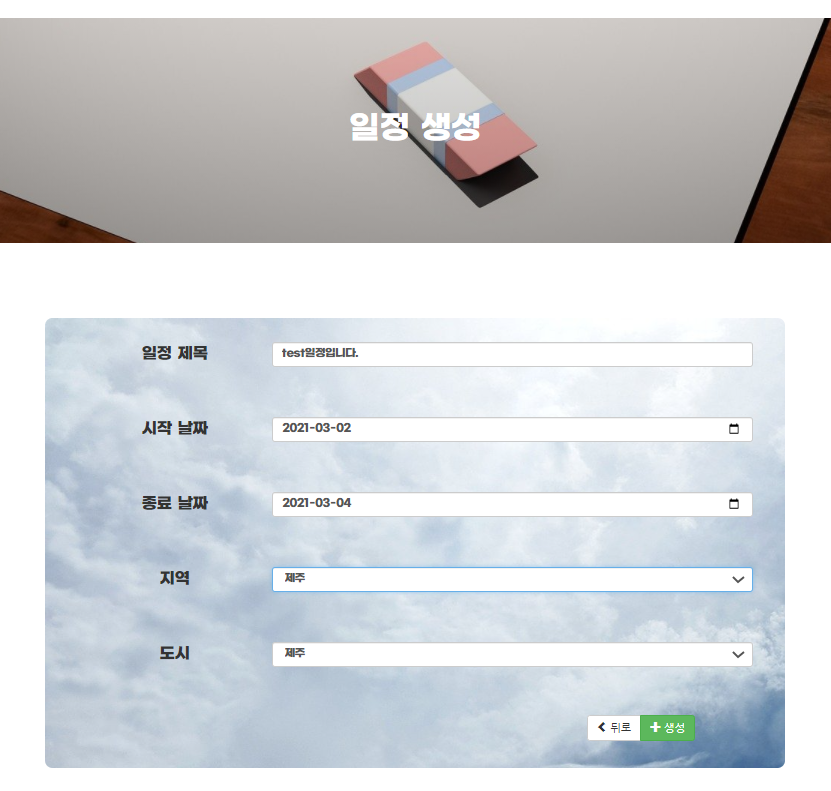 일정 생성
일정 제목 test일정입니다.
시작 날짜 2021-03-02
종료 날짜 2021-03-04
지역 제주
도시 제주
뒤로 생성